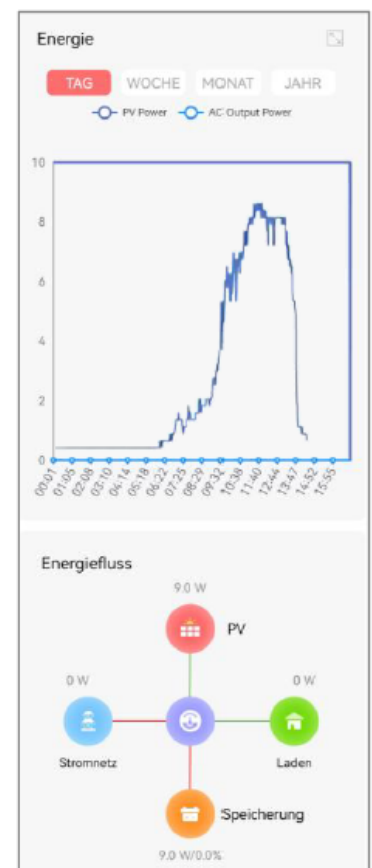 Energie
TAG WOCHE MONAT JAHR
PV Power AC Output Power
10
8
6
4
2
0
00:01 01:05 02:08 03:10 04:14 05:18 06:22 07:25 08:29 09:32 10:38 11:40 12:44 13:47 14:52 15:55
Energiefluss
9.0 W
PV
0 W 0 W
Stromnetz Laden
Speicherung
9.0 W/0.0%